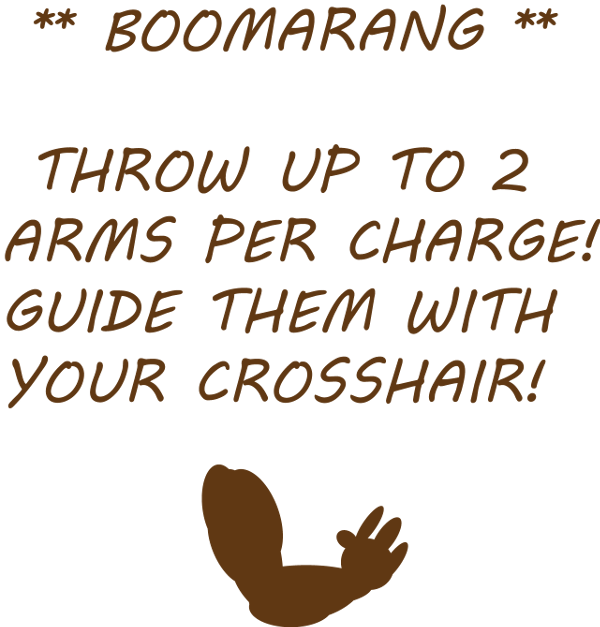 ** BOOMARANG **
THROW UP TO 2
ARMS PER CHARGE!
GUIDE THEM WITH
YOUR CROSSHAIR!